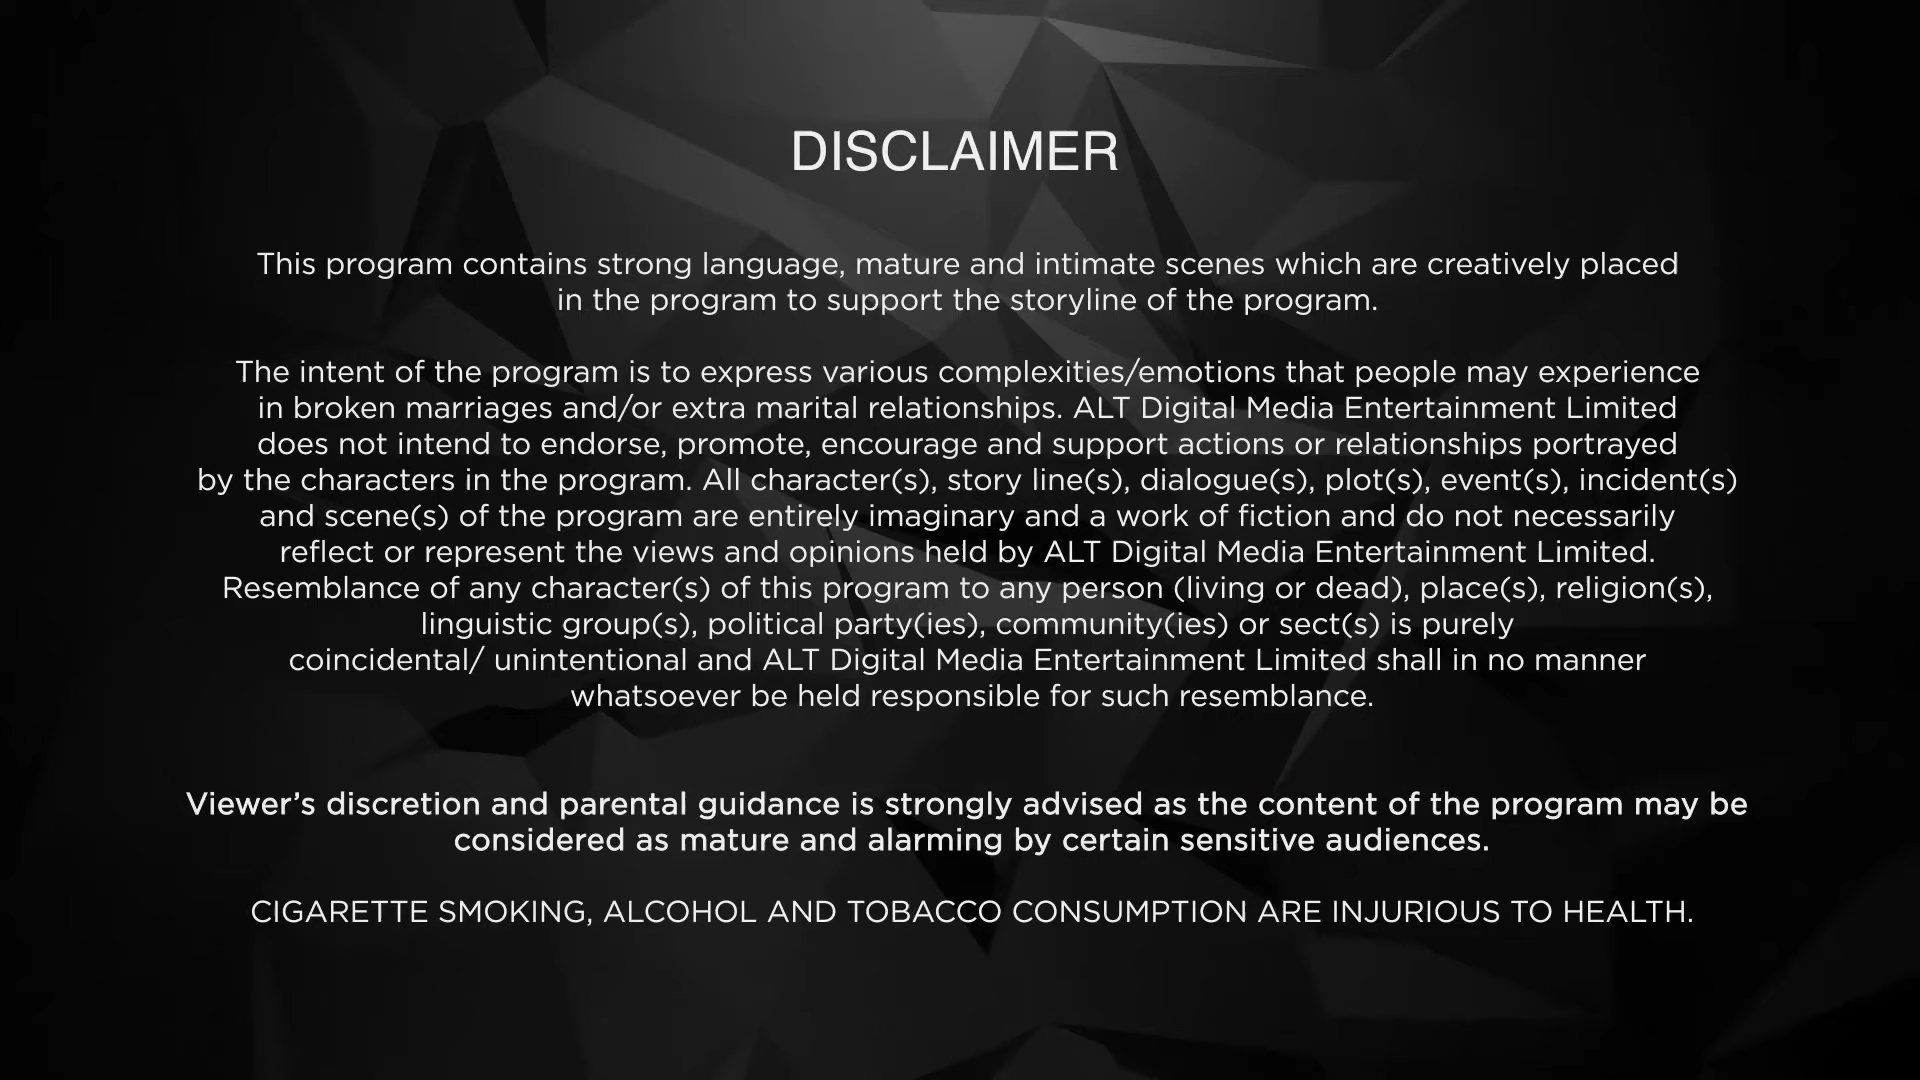 DISCLAIMER
This program contains strong language, mature and intimate scenes which are creatively placed
in the program to support the storyline of the program.
The intent of the program is to express various complexities/emotions that people may experience
in broken marriages and/or extra marital relationships. ALT Digital Media Entertainment Limited
does not intend to endorse, promote, encourage and support actions or relationships portrayed
by the characters in the program. All character(s), story line(s), dialogue(s), plot(s), event(s), incident(s)
and scene(s) of the program are entirely imaginary and a work of fiction and do not necessarily
reflect or represent the views and opinions held by ALT Digital Media Entertainment Limited.
Resemblance of any character(s) of this program to any person (living or dead), place(s), religion(s),
linguistic group(s), political party(ies), community(ies) or sect(s) is purely
coincidental/ unintentional and ALT Digital Media Entertainment Limited shall in no manner
whatsoever be held responsible for such resemblance.
Viewer’s discretion and parental guidance is strongly advised as the content of the program may be
considered as mature and alarming by certain sensitive audiences.
CIGARETTE SMOKING, ALCOHOL AND TOBACCO CONSUMPTION ARE INJURIOUS TO HEALTH.